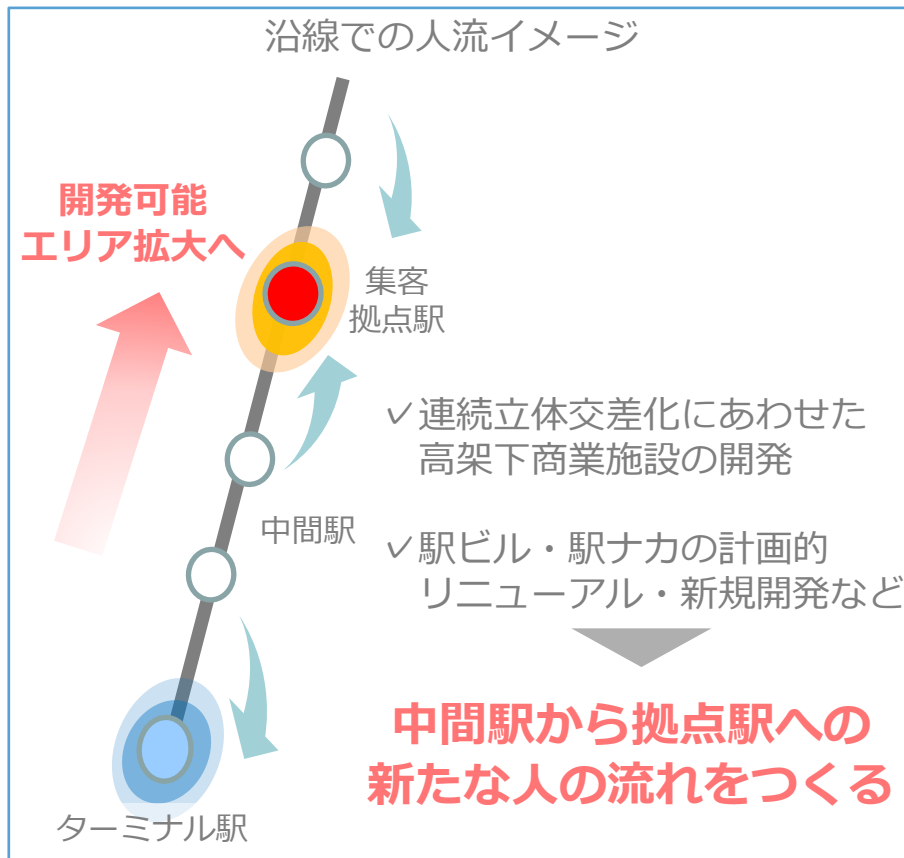 沿線での人流イメージ
開発可能
エリア拡大へ
集客
拠点駅
✓連続立体交差化にあわせた
高架下商業施設の開発
中間駅
✓駅ビル・駅ナカの計画的
リニューアル・新規開発など
中間駅から拠点駅への
新たな人の流れをつくる
ターミナル駅